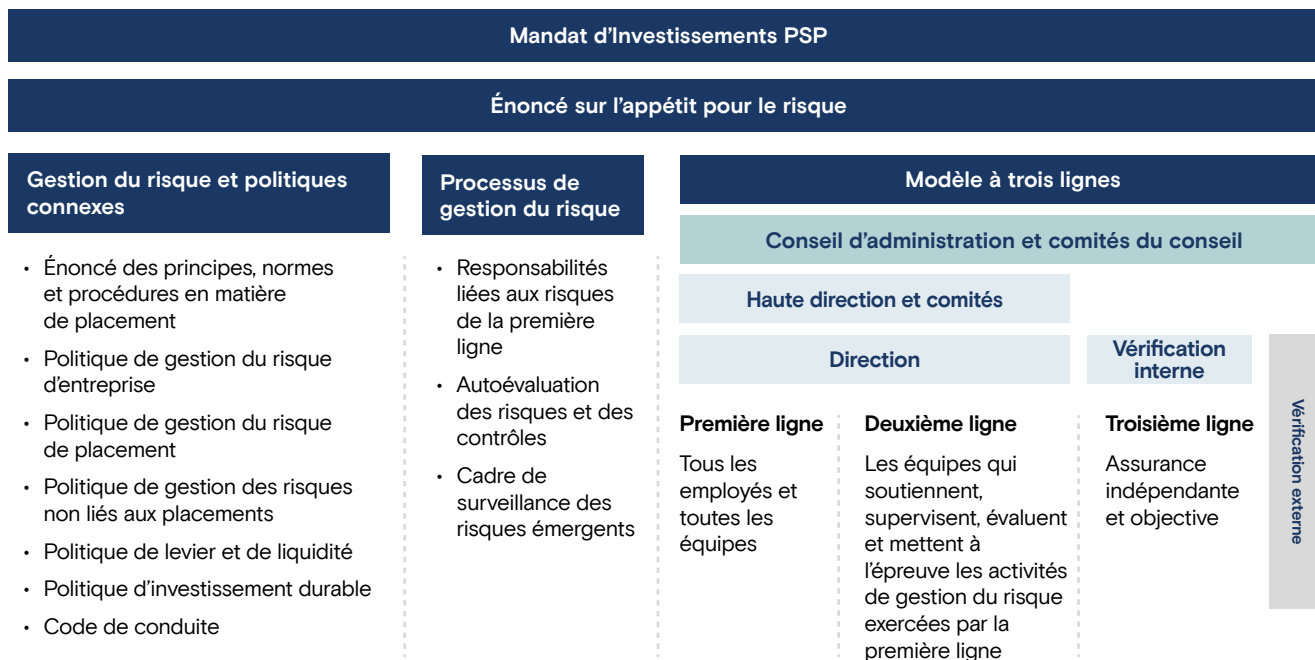 Mandat d’Investissements PSP
Énoncé sur l’appétit pour le risque
Gestion du risque et politiques
connexes
• Énoncé des principes, normes
et procédures en matière
de placement
• Politique de gestion du risque
d’entreprise
• Politique de gestion du risque
de placement
• Politique de gestion des risques
non liés aux placements
• Politique de levier et de liquidité
• Politique d’investissement durable
• Code de conduite
Processus de
gestion du risque
• Responsabilités
liées aux risques
de la première
ligne
• Autoévaluation
des risques et des
contrôles
• Cadre de
surveillance des
risques émergents
Modèle à trois lignes
Conseil d’administration et comités du conseil
Haute direction et comités
Direction
Vérification
interne
Première ligne
Tous les
employés et
toutes les
équipes
Deuxième ligne
Les équipes qui
soutiennent,
supervisent, évaluent
et mettent à
l’épreuve les activités
de gestion du risque
exercées par la
première ligne
Troisième ligne
Assurance
indépendante
et objective
Vérification externe